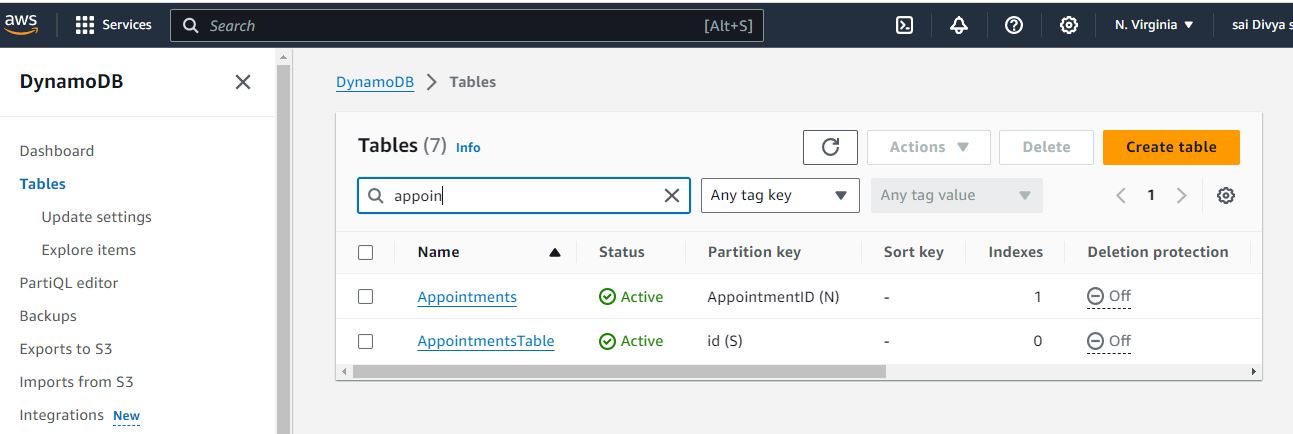 aws Services Search [Alt+S] N. Virginia sai Divya s
DynamoDB
DynamoDB Tables
Dashboard
Tables
Update settings
Explore items
PartiQL editor
Backups
Exports to S3
Imports from S3
Integrations New
Tables (7) Info Actions Delete Create table
appoin Any tag key Any tag value 1
Name Status Partition key Sort key Indexes Deletion protection
Appointments Active AppointmentID (N) - 1 Off
AppointmentsTable Active id (S) - 0 Off